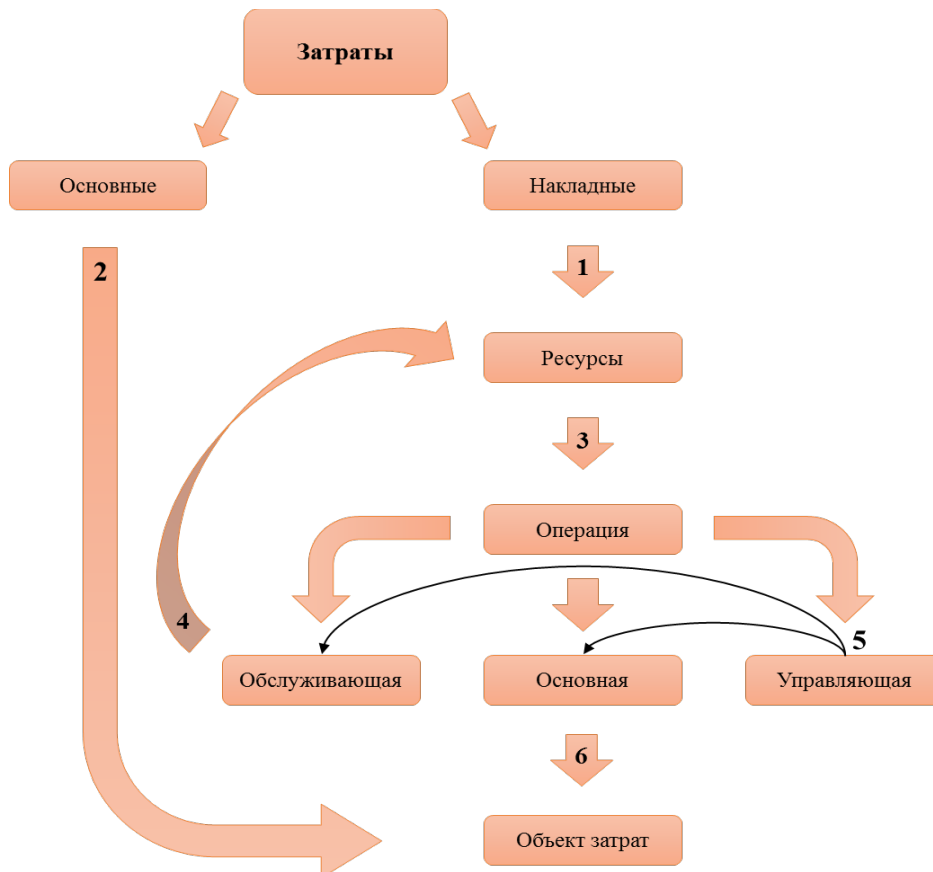 Затраты
Основные
Накладные
2
1
Ресурсы
3
Операция
4
5
Обслуживающая
Основная
Управляющая
6
Объект затрат